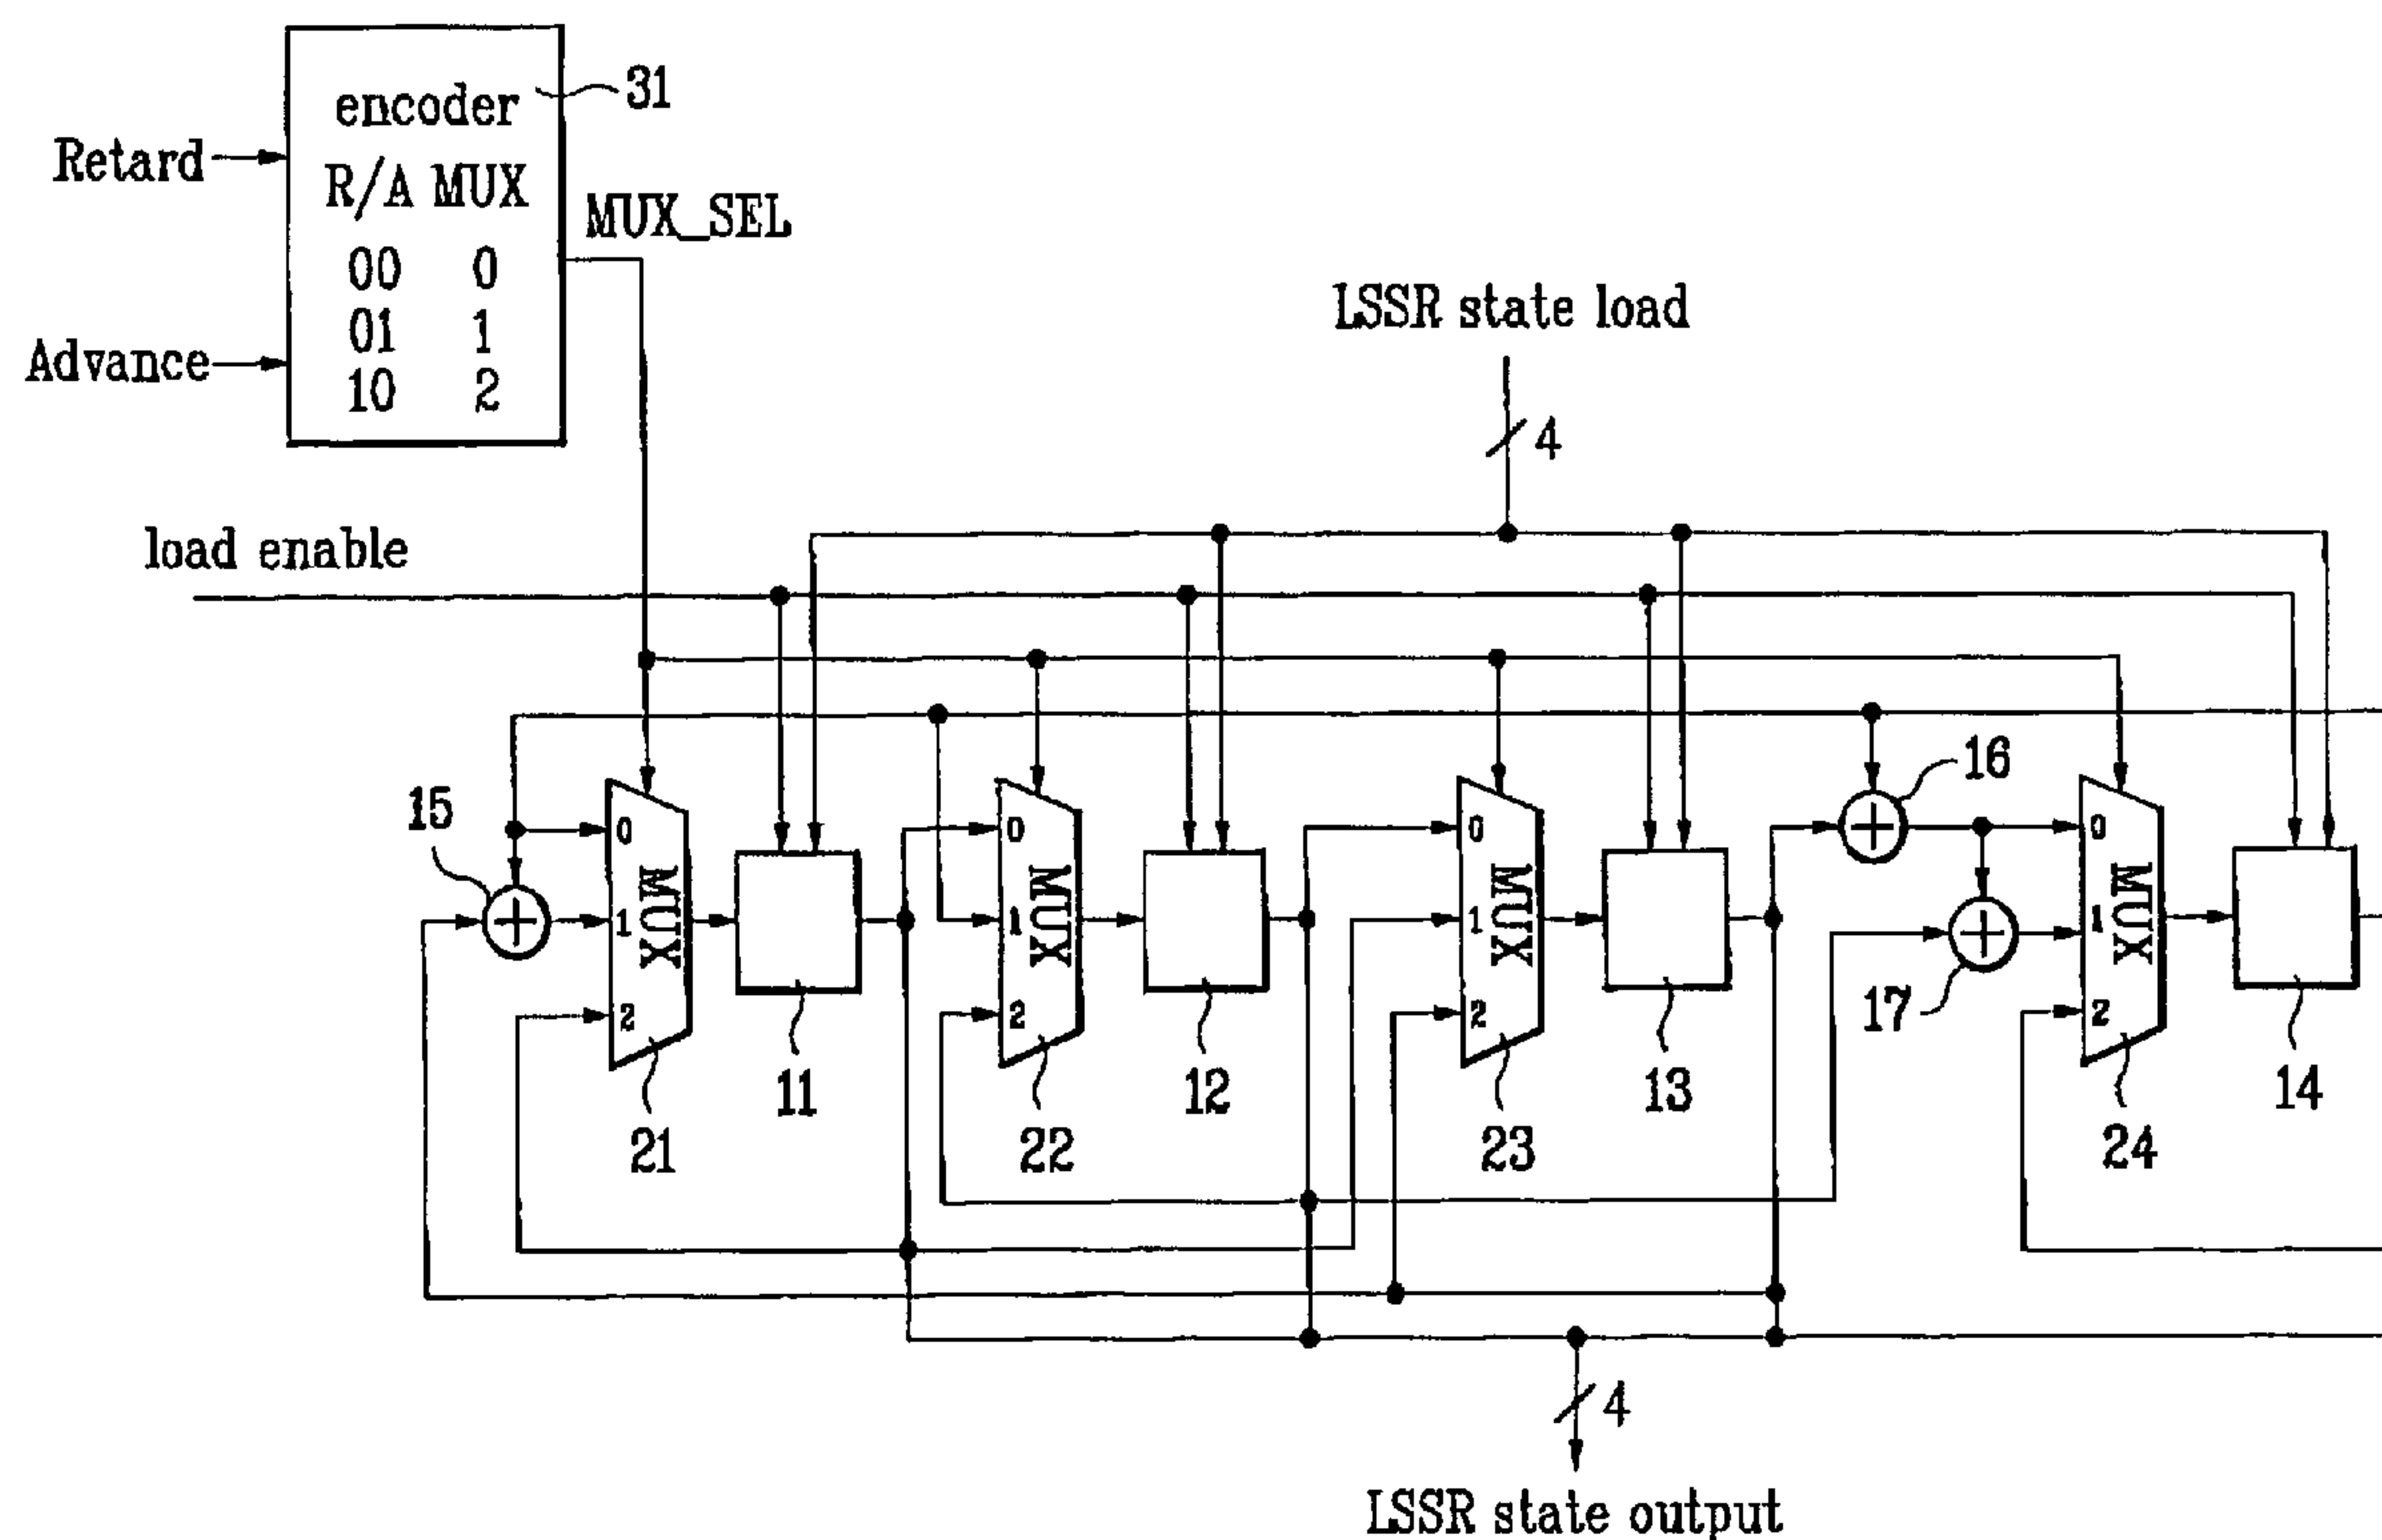 encoder
31
Retard
R/A MUX
MUX_SEL
00 0
01 1
Advance
10 2
LSSR state load
4
load enable
16
15
0
0
0
0
MUX
MUX
MUX
MUX
1
1
1
1
17
2
2
2
2
11
12
13
14
21
22
23
24
4
LSSR state output